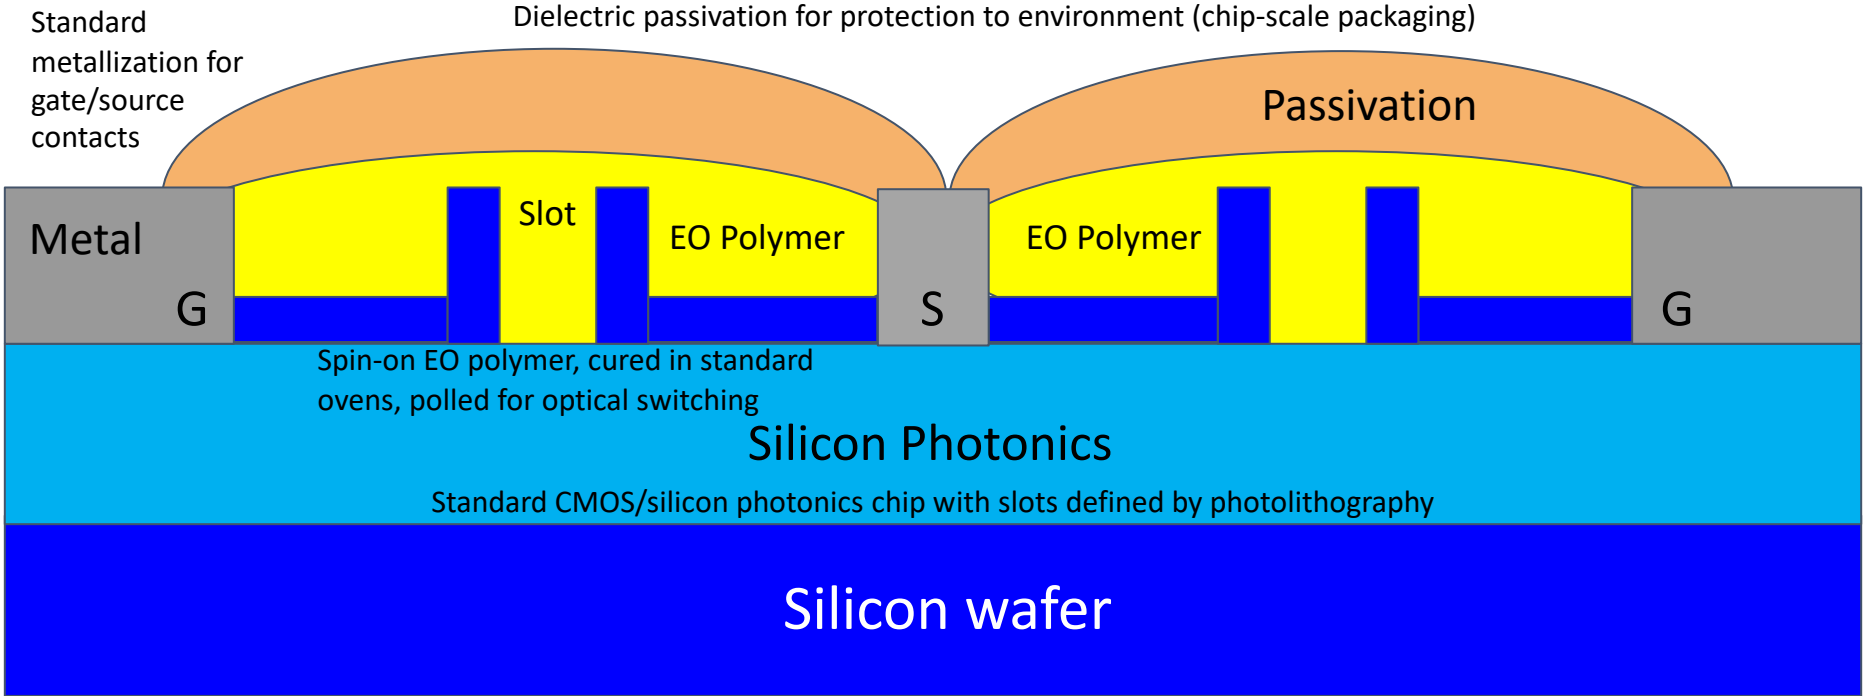 Standard
metallization for
gate/source
contacts
Dielectric passivation for protection to environment (chip-scale packaging)
Passivation
Metal
G
Slot
EO Polymer
S
EO Polymer
G
Spin-on EO polymer, cured in standard
ovens, polled for optical switching
Silicon Photonics
Standard CMOS/silicon photonics chip with slots defined by photolithography
Silicon wafer